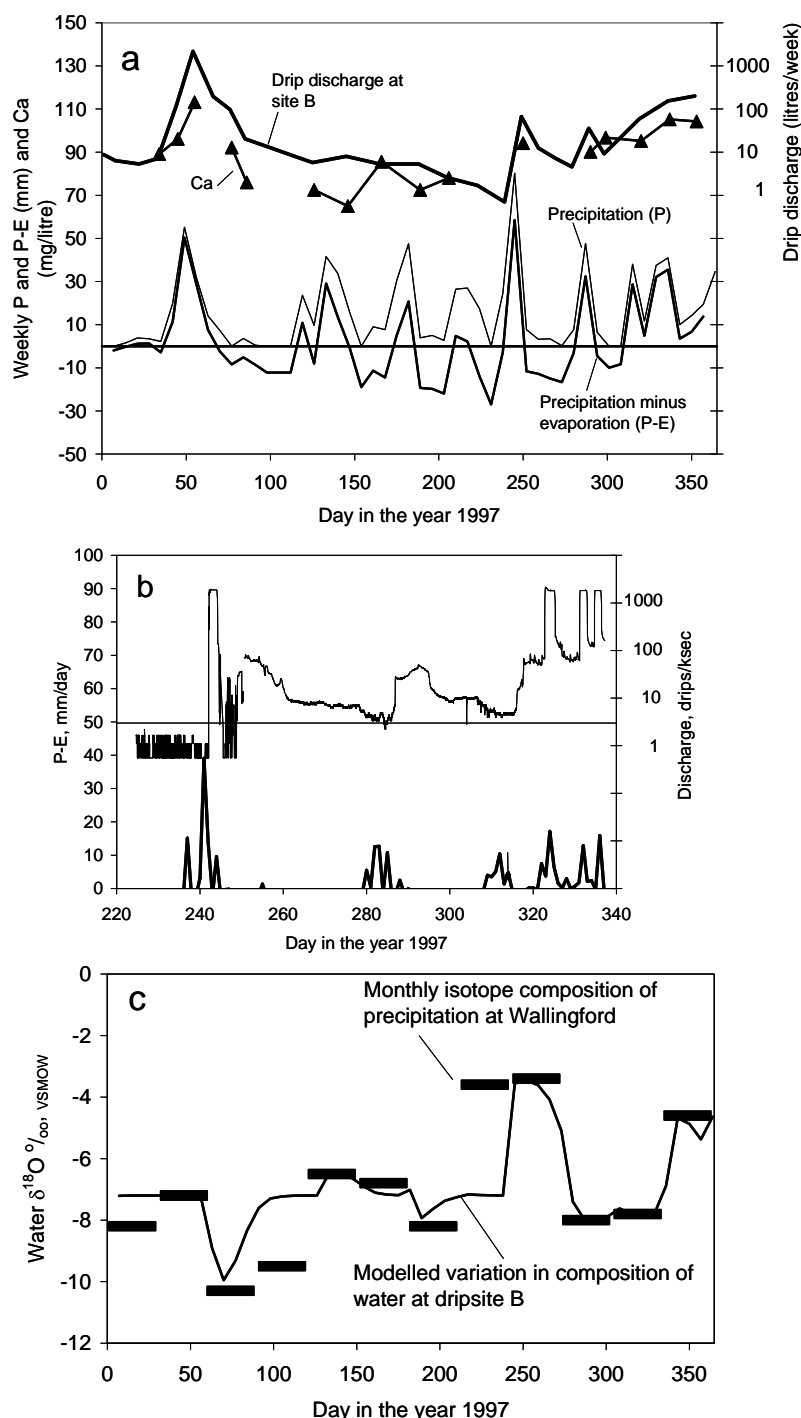 a
150
130
110
90
70
50
30
10
-10
-30
-50
Weekly P and P-E (mm) and Ca
(mg/litre)
1000
100
10
1
Drip discharge (litres/week)
Drip discharge at
site B
Ca
Precipitation (P)
Precipitation minus
evaporation (P-E)
0 50 100 150 200 250 300 350
Day in the year 1997
b
100
90
80
70
60
50
40
30
20
10
0
P-E, mm/day
1000
100
10
1
Discharge, drips/ksec
220 240 260 280 300 320 340
Day in the year 1997
c
0
-2
-4
-6
-8
-10
-12
Water δ18O o/oo, VSMOW
Monthly isotope composition of
precipitation at Wallingford
Modelled variation in composition of
water at dripsite B
0 50 100 150 200 250 300 350
Day in the year 1997